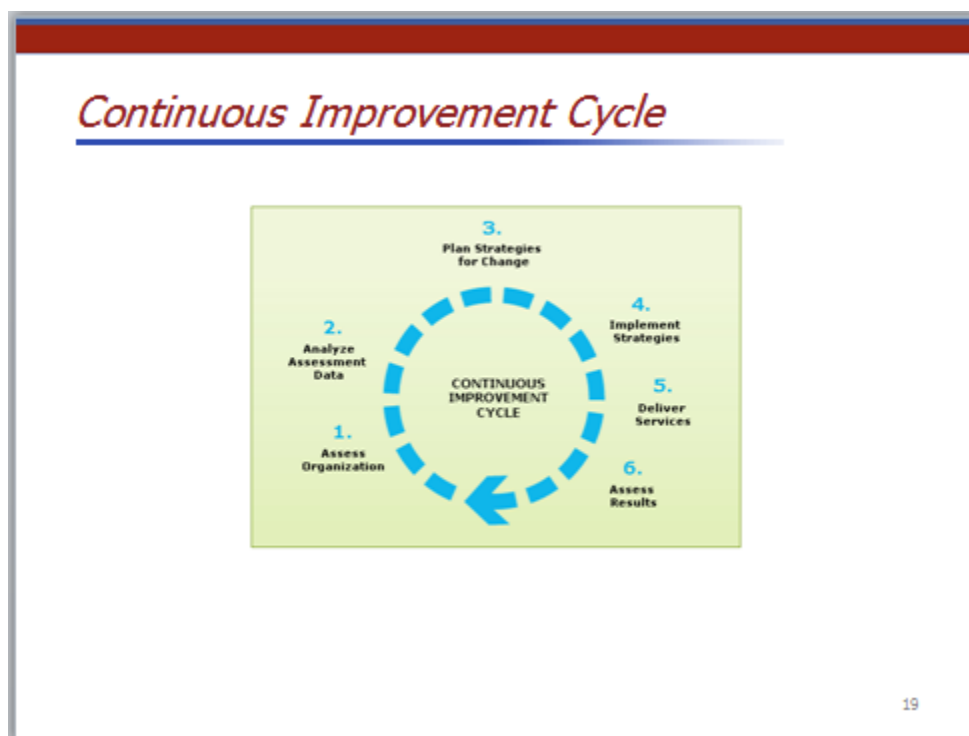 Continuous Improvement Cycle
3.
Plan Strategies
for Change
4.
Implement
Strategies
2.
Analyze
Assessment
Data
CONTINUOUS
IMPROVEMENT
CYCLE
5.
Deliver
Services
1.
Assess
Organization
6.
Assess
Results
19